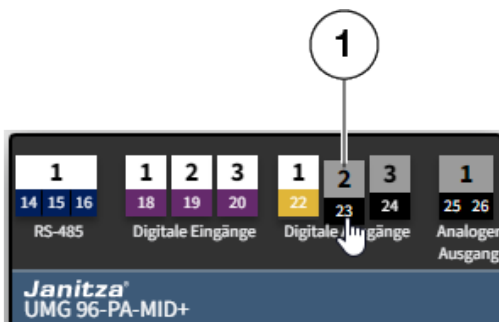 1
1 1 2 3 1 2 3 1
14 15 16 18 19 20 22 23 24 25 26
RS-485 Digitale Eingänge Digitale gänge Analoger
Ausgang
Janitza®
UMG 96-PA-MID+